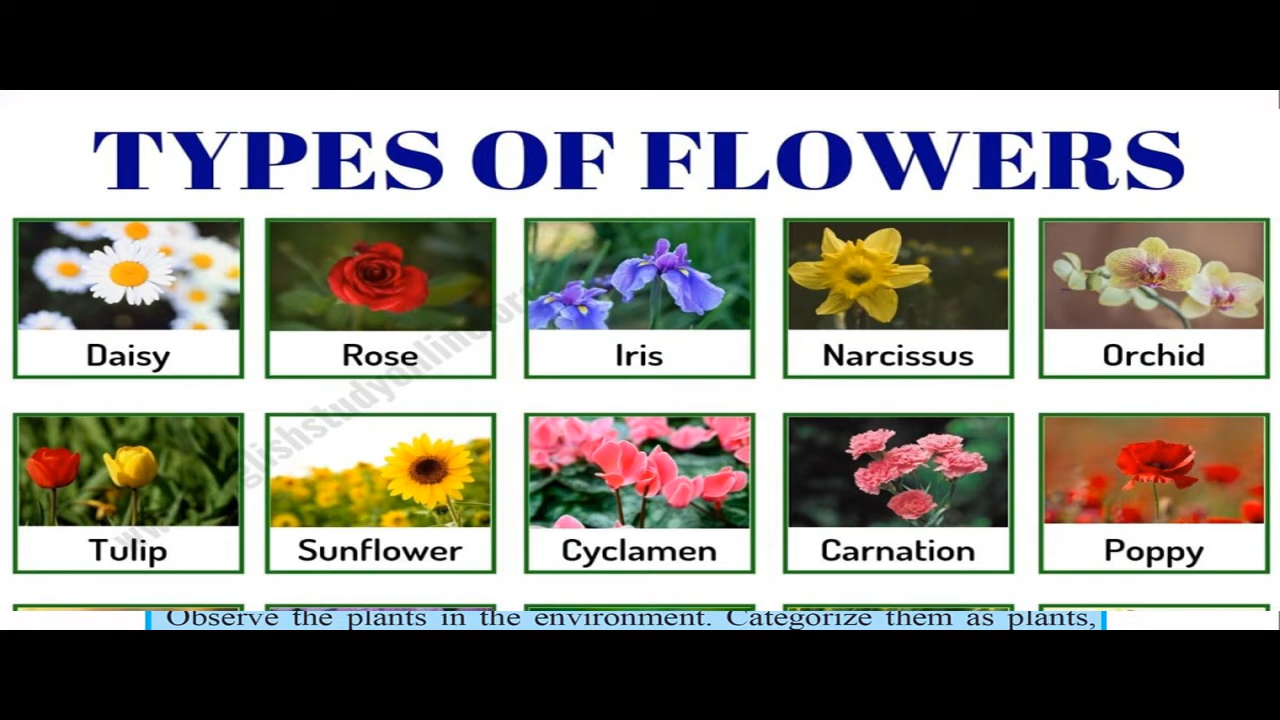 TYPES OF FLOWERS
Daisy
Rose
Iris
Narcissus
Orchid
Tulip
Sunflower
Cyclamen
Carnation
Poppy
Observe the plants in the environment. Categorize them as plants,